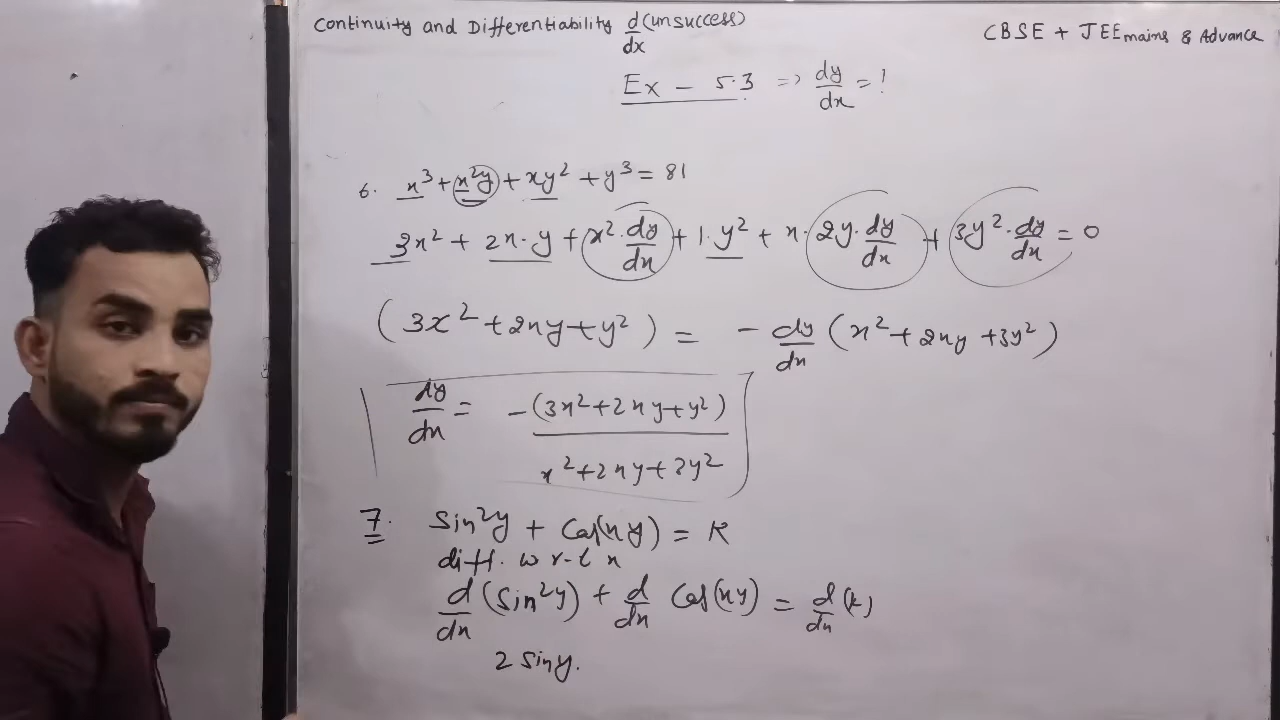 Continuity and Differentiability d/dx (unsuccess)
CBSE + JEE mains & Advance
Ex - 5.3 => dy/dx = !
6. x³ + x²y + xy² + y³ = 81
3x² + 2x·y + x²·dy/dx + 1·y² + x·2y·dy/dx + 3y²·dy/dx = 0
(3x² + 2xy + y²) = - dy/dx (x² + 2xy + 3y²)
dy/dx = -(3x² + 2xy + y²) / x² + 2xy + 3y²
7. Sin²y + Cos(xy) = K
diff. w r-t x
d/dx (Sin²y) + d/dx Cos(xy) = d/dx (k)
2 Siny.